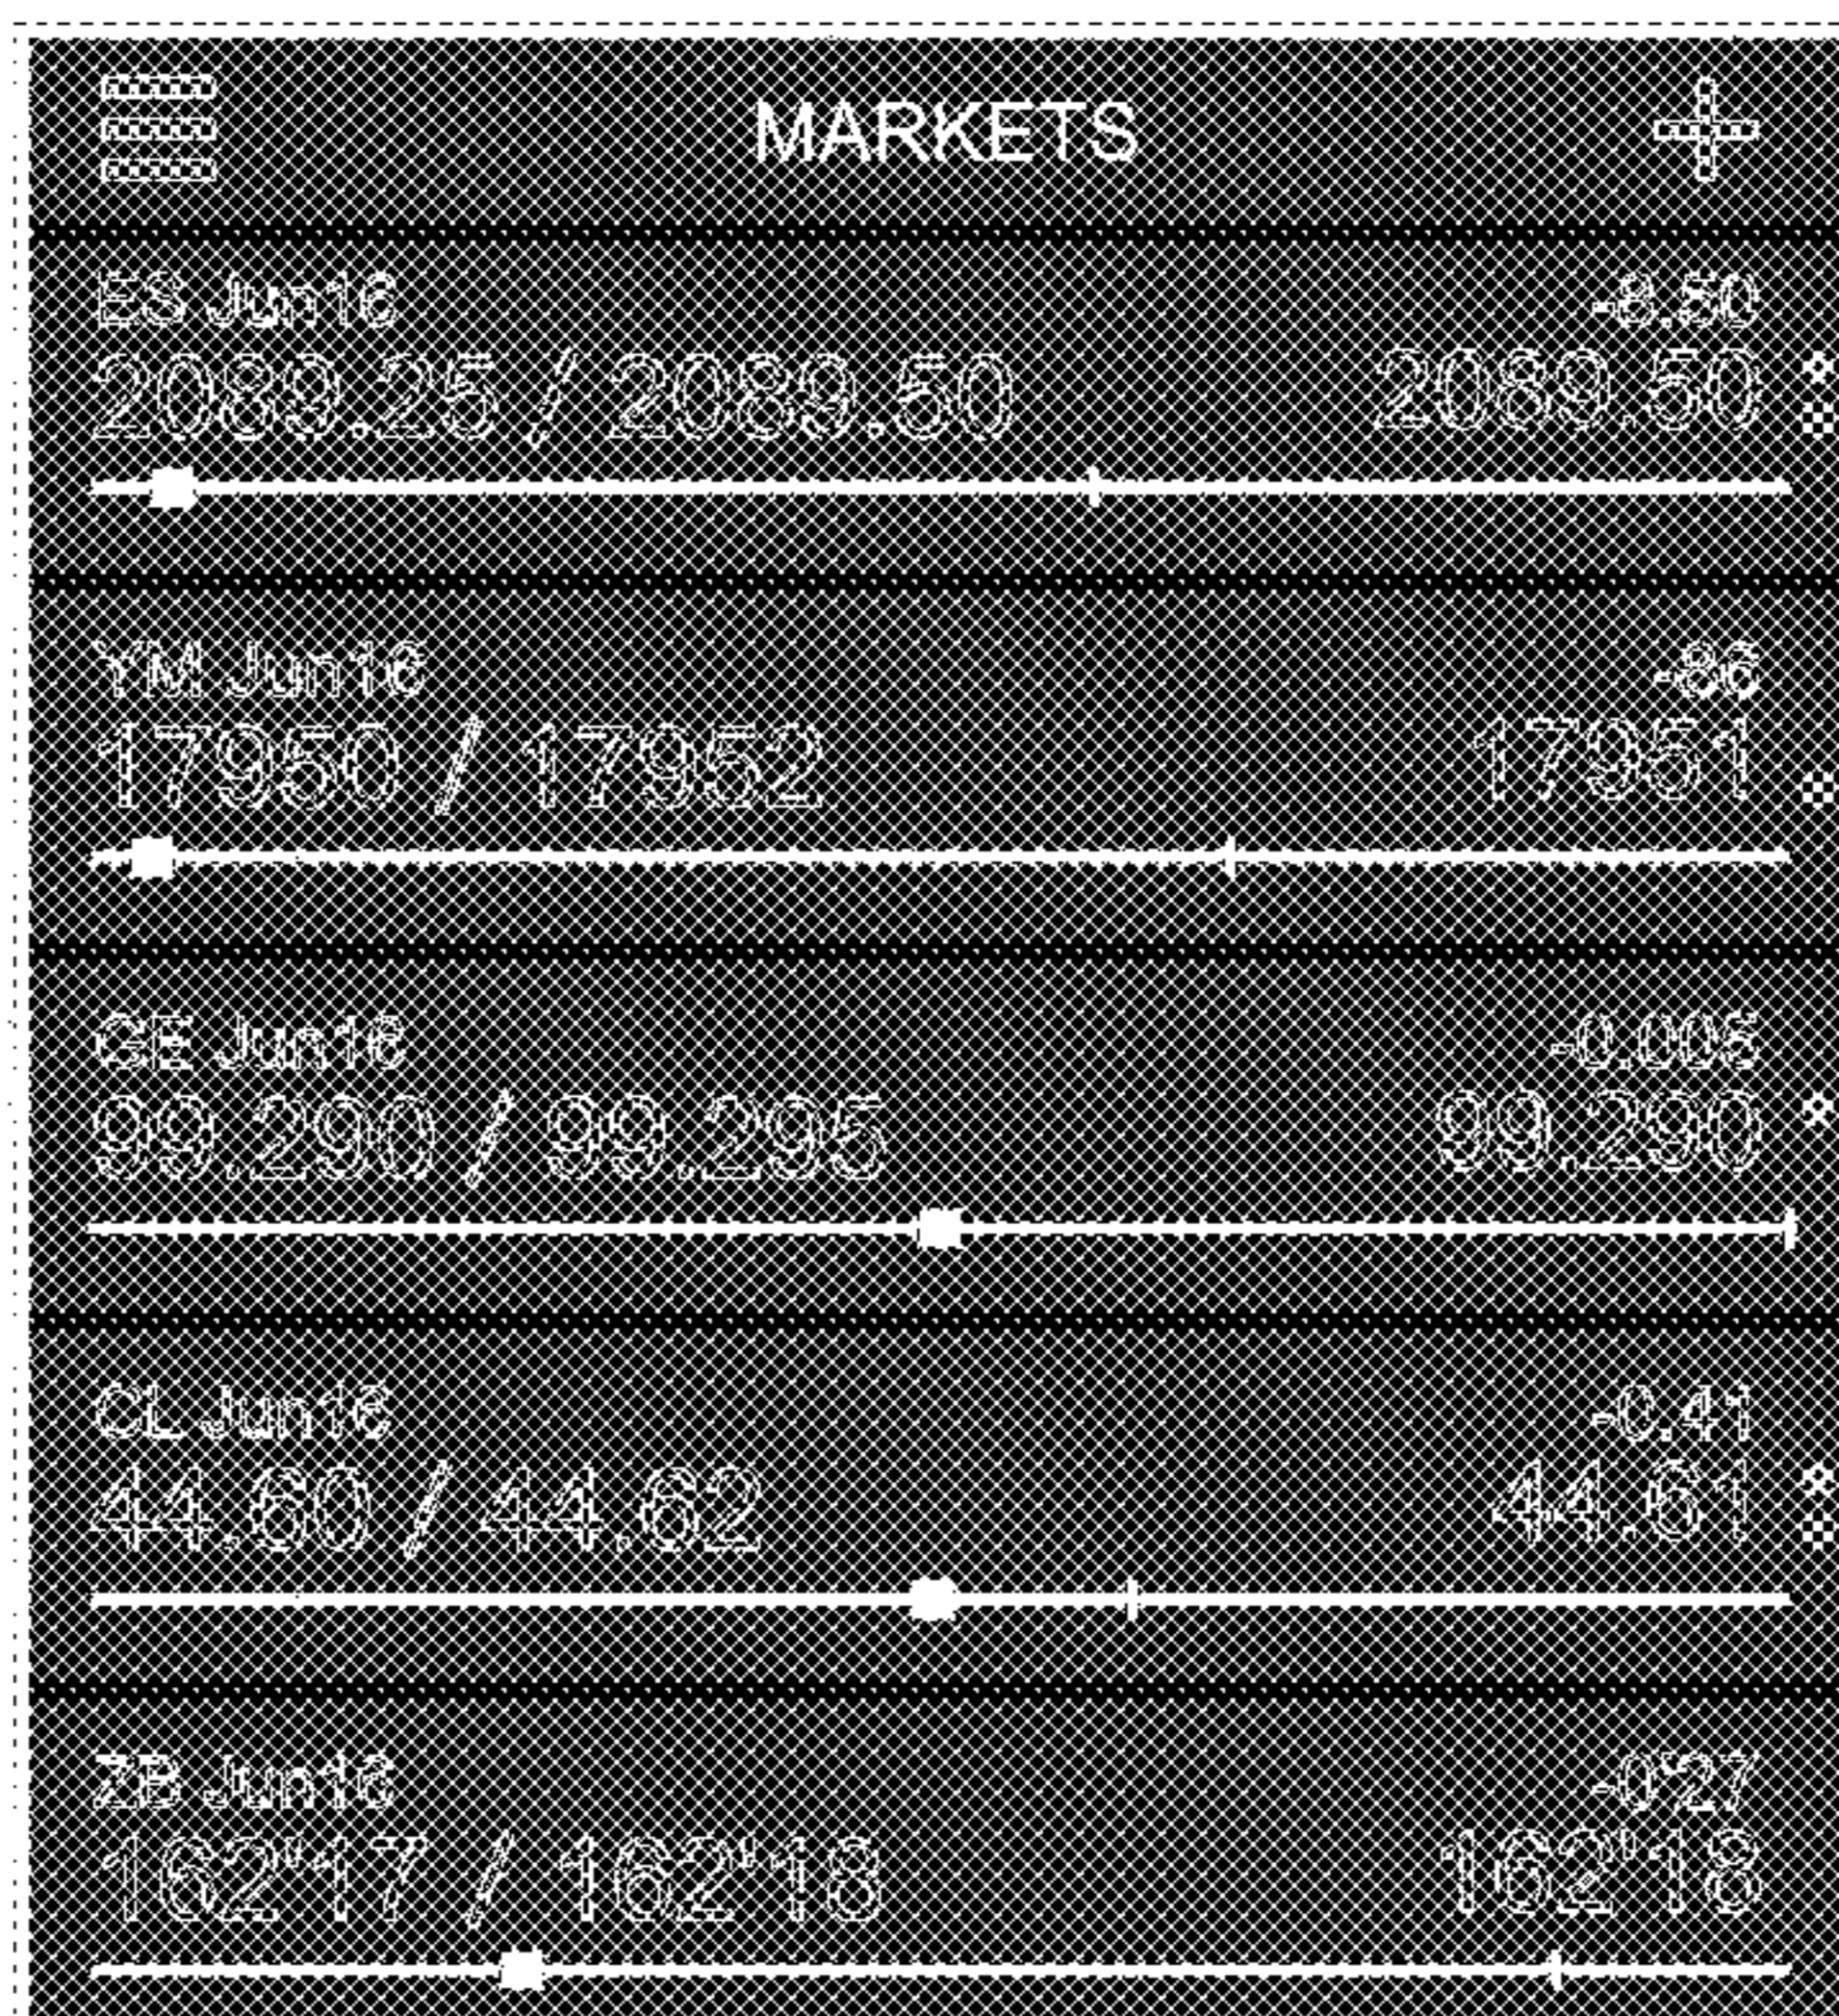 MARKETS
ES Jun16 -8.50
2089.25 / 2089.50 2089.50
YM Jun16 -86
17950 / 17952 17951
GE Jun16 -0.005
99.290 / 99.295 99.290
CL Jun16 -0.41
44.60 / 44.62 44.61
ZB Jun16 -0'27
162'17 / 162'18 162'18